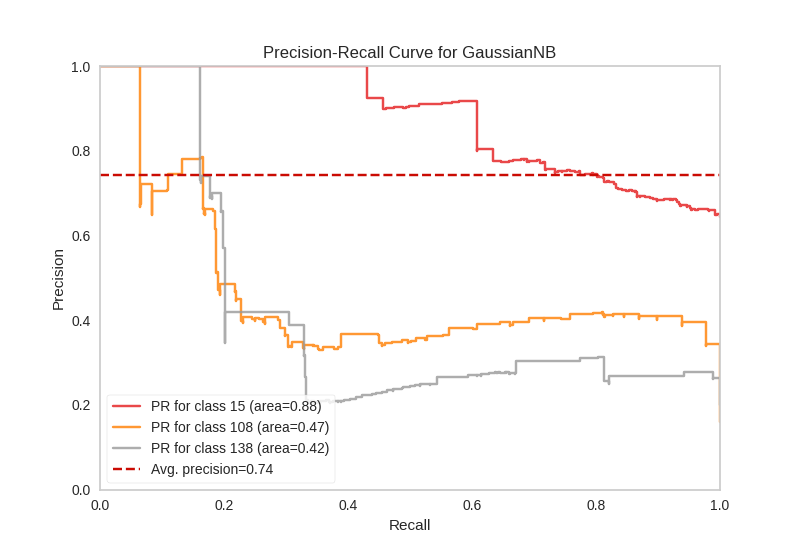 Precision-Recall Curve for GaussianNB
1.0
0.8
0.6
0.4
0.2
0.0
Precision
PR for class 15 (area=0.88)
PR for class 108 (area=0.47)
PR for class 138 (area=0.42)
Avg. precision=0.74
0.0 0.2 0.4 0.6 0.8 1.0
Recall